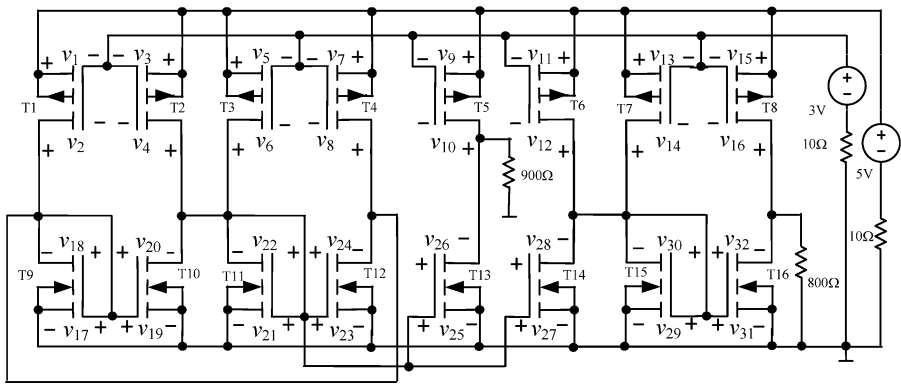 v1 v3 v5 v7 v9 v11 v13 v15
T1 T2 T3 T4 T5 T6 T7 T8
3V
v2 v4 v6 v8 v10 v12 v14 v16
10Ω
5V
900Ω
v18 v20 v22 v24 v26 v28 v30 v32
10Ω
T9 T10 T11 T12 T13 T14 T15 T16
800Ω
v17 v19 v21 v23 v25 v27 v29 v31